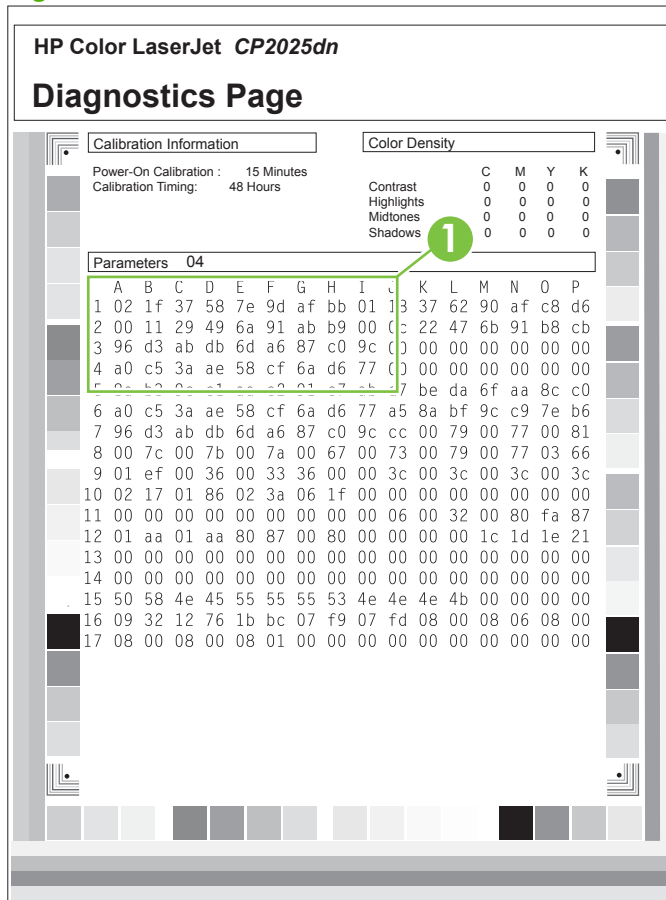 HP Color LaserJet CP2025dn
Diagnostics Page
Calibration Information
Color Density
Power-On Calibration : 15 Minutes
Calibration Timing: 48 Hours
C M Y K
Contrast 0 0 0 0
Highlights 0 0 0 0
Midtones 0 0 0 0
Shadows 0 0 0 0
1
Parameters 04
A B C D E F G H I J K L M N O P
1 02 1f 37 58 7e 9d af bb 01 37 62 90 af c8 d6
2 00 11 29 49 6a 91 ab b9 00 0c 22 47 6b 91 b8 cb
3 96 d3 ab db 6d a6 87 c0 9c 00 00 00 00 00 00 00
4 a0 c5 3a ae 58 cf 6a d6 77 00 00 00 00 00 00 00
be da 6f aa 8c c0
6 a0 c5 3a ae 58 cf 6a d6 77 a5 8a bf 9c c9 7e b6
7 96 d3 ab db 6d a6 87 c0 9c cc 00 79 00 77 00 81
8 00 7c 00 7b 00 7a 00 67 00 73 00 79 00 77 03 66
9 01 ef 00 36 00 33 36 00 00 3c 00 3c 00 3c 00 3c
10 02 17 01 86 02 3a 06 1f 00 00 00 00 00 00 00 00
11 00 00 00 00 00 00 00 00 00 06 00 32 00 80 fa 87
12 01 aa 01 aa 80 87 00 80 00 00 00 00 1c 1d 1e 21
13 00 00 00 00 00 00 00 00 00 00 00 00 00 00 00 00
14 00 00 00 00 00 00 00 00 00 00 00 00 00 00 00 00
15 50 58 4e 45 55 55 55 53 4e 4e 4e 4b 00 00 00 00
16 09 32 12 76 1b bc 07 f9 07 fd 08 00 08 06 08 00
17 08 00 08 00 08 01 00 00 00 00 00 00 00 00 00 00